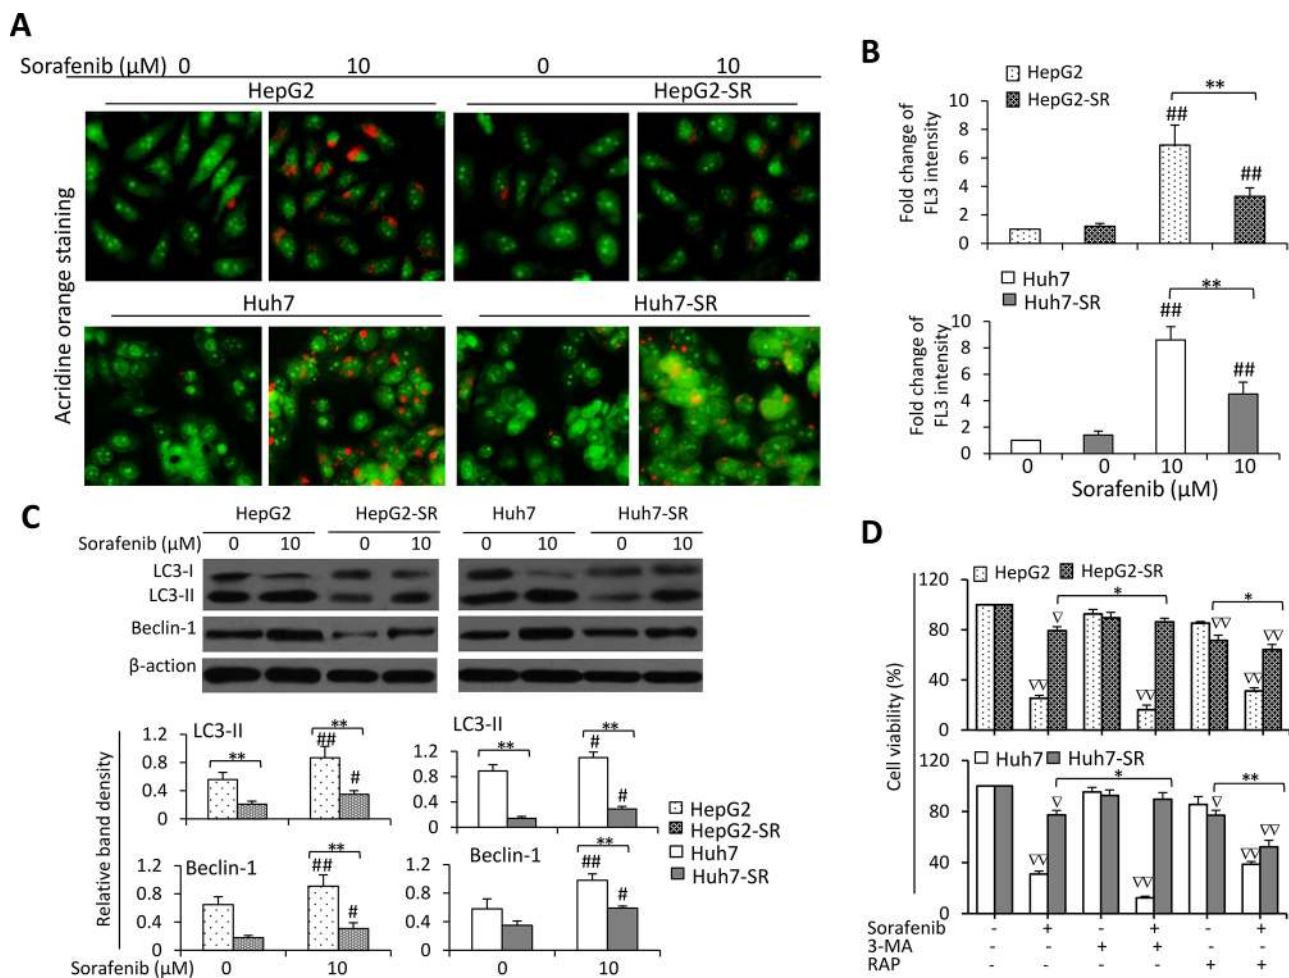 A
Sorafenib (μM) 0 10 0 10
HepG2 HepG2-SR
Acridine orange staining
Huh7 Huh7-SR
B
HepG2
HepG2-SR
**
##
##
10
8
6
4
2
0
Fold change of
FL3 intensity
Huh7
Huh7-SR
**
##
##
10
8
6
4
2
0
Fold change of
FL3 intensity
0 0 10 10
Sorafenib (μM)
C
HepG2 HepG2-SR Huh7 Huh7-SR
Sorafenib (μM) 0 10 0 10 0 10 0 10
LC3-I
LC3-II
Beclin-1
β-action
Relative band density
LC3-II
1.2
0.8
0.4
0
**
**
##
#
LC3-II
1.2
0.8
0.4
0
**
**
#
#
Beclin-1
1.2
0.8
0.4
0
**
##
#
Beclin-1
1.2
0.8
0.4
0
**
##
#
Sorafenib (μM) 0 10 0 10
HepG2
HepG2-SR
Huh7
Huh7-SR
D
Cell viability (%)
HepG2 HepG2-SR
120
80
40
0
* *
▽ ▽▽ ▽▽
▽▽ ▽▽ ▽▽
Huh7 Huh7-SR
120
80
40
0
* **
▽ ▽ ▽▽
▽▽ ▽▽ ▽▽
Sorafenib - + - + - +
3-MA - - + + - -
RAP - - - - + +